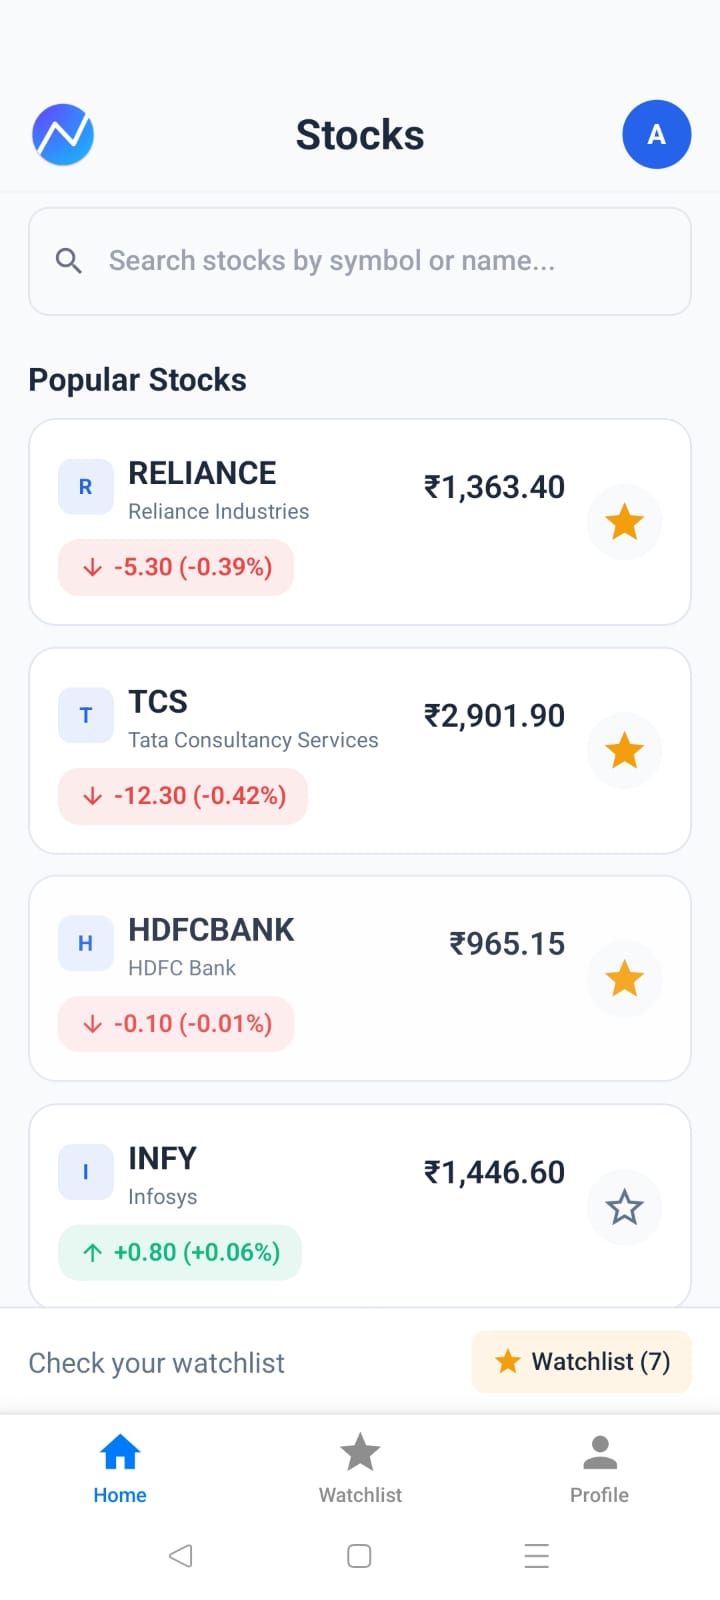 Stocks
A
Search stocks by symbol or name...
Popular Stocks
R
RELIANCE
Reliance Industries
₹1,363.40
-5.30 (-0.39%)
T
TCS
Tata Consultancy Services
₹2,901.90
-12.30 (-0.42%)
H
HDFCBANK
HDFC Bank
₹965.15
-0.10 (-0.01%)
I
INFY
Infosys
₹1,446.60
+0.80 (+0.06%)
Check your watchlist
Watchlist (7)
Home
Watchlist
Profile